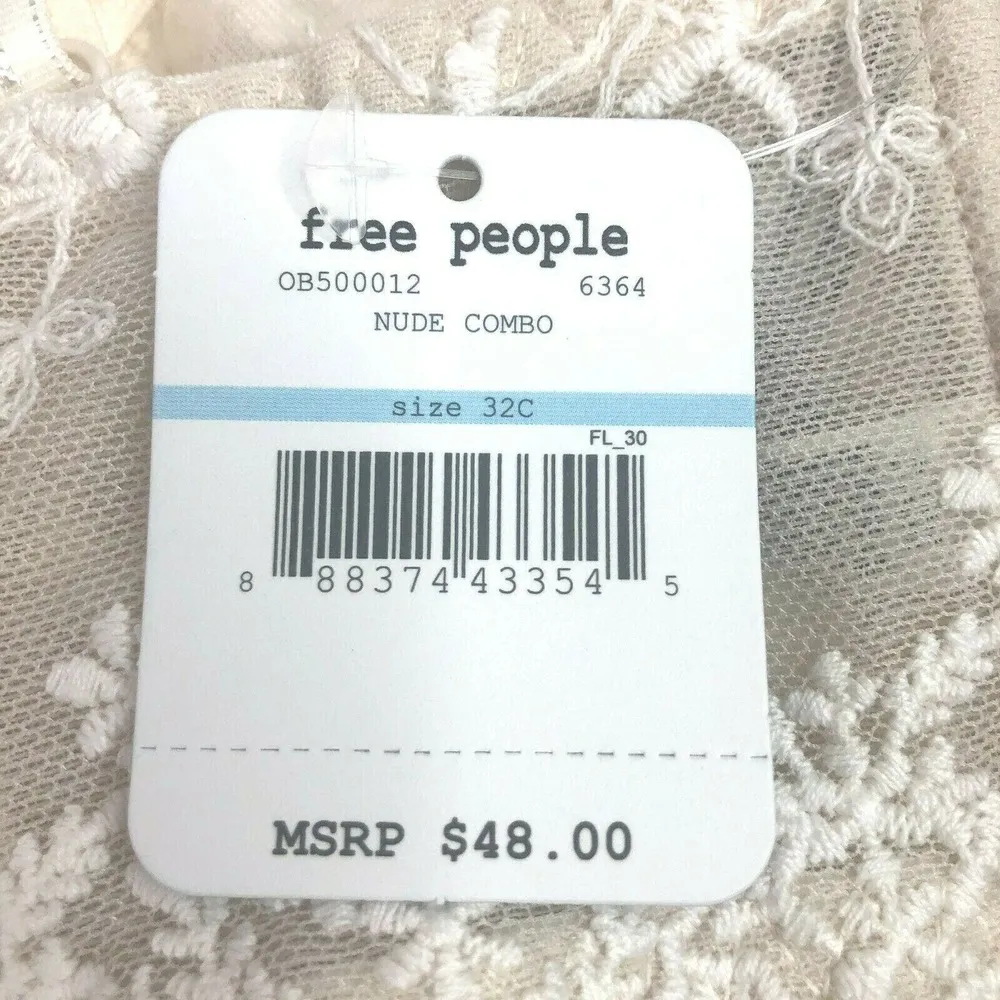 free people
OB500012 6364
NUDE COMBO
size 32C
FL_30
8 88374 43354 5
MSRP $48.00